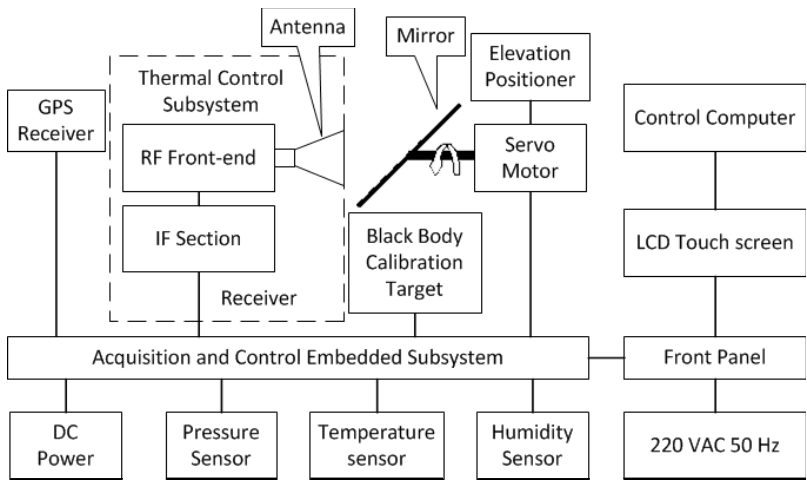 Antenna
Mirror
Elevation
Positioner
Thermal Control
Subsystem
GPS
Receiver
Control Computer
RF Front-end
Servo
Motor
IF Section
Black Body
Calibration
Target
LCD Touch screen
Receiver
Acquisition and Control Embedded Subsystem
Front Panel
DC
Power
Pressure
Sensor
Temperature
sensor
Humidity
Sensor
220 VAC 50 Hz